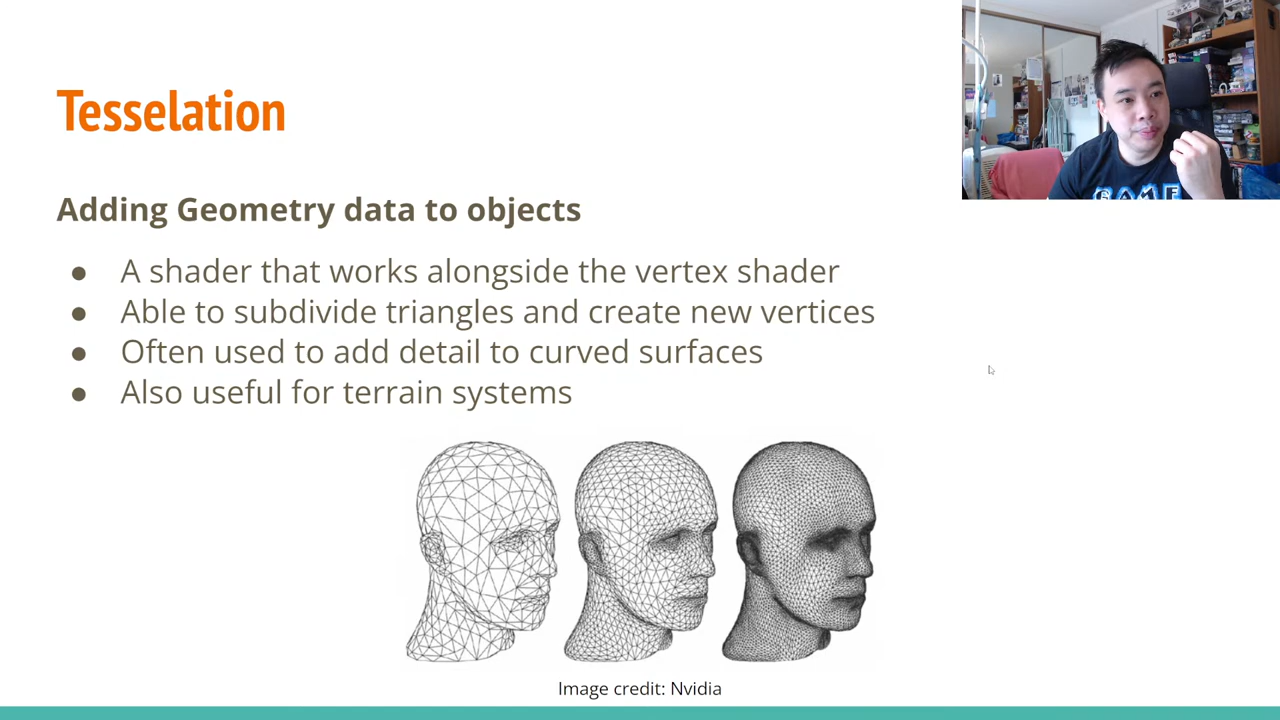 Tesselation
Adding Geometry data to objects
● A shader that works alongside the vertex shader
● Able to subdivide triangles and create new vertices
● Often used to add detail to curved surfaces
● Also useful for terrain systems
Image credit: Nvidia